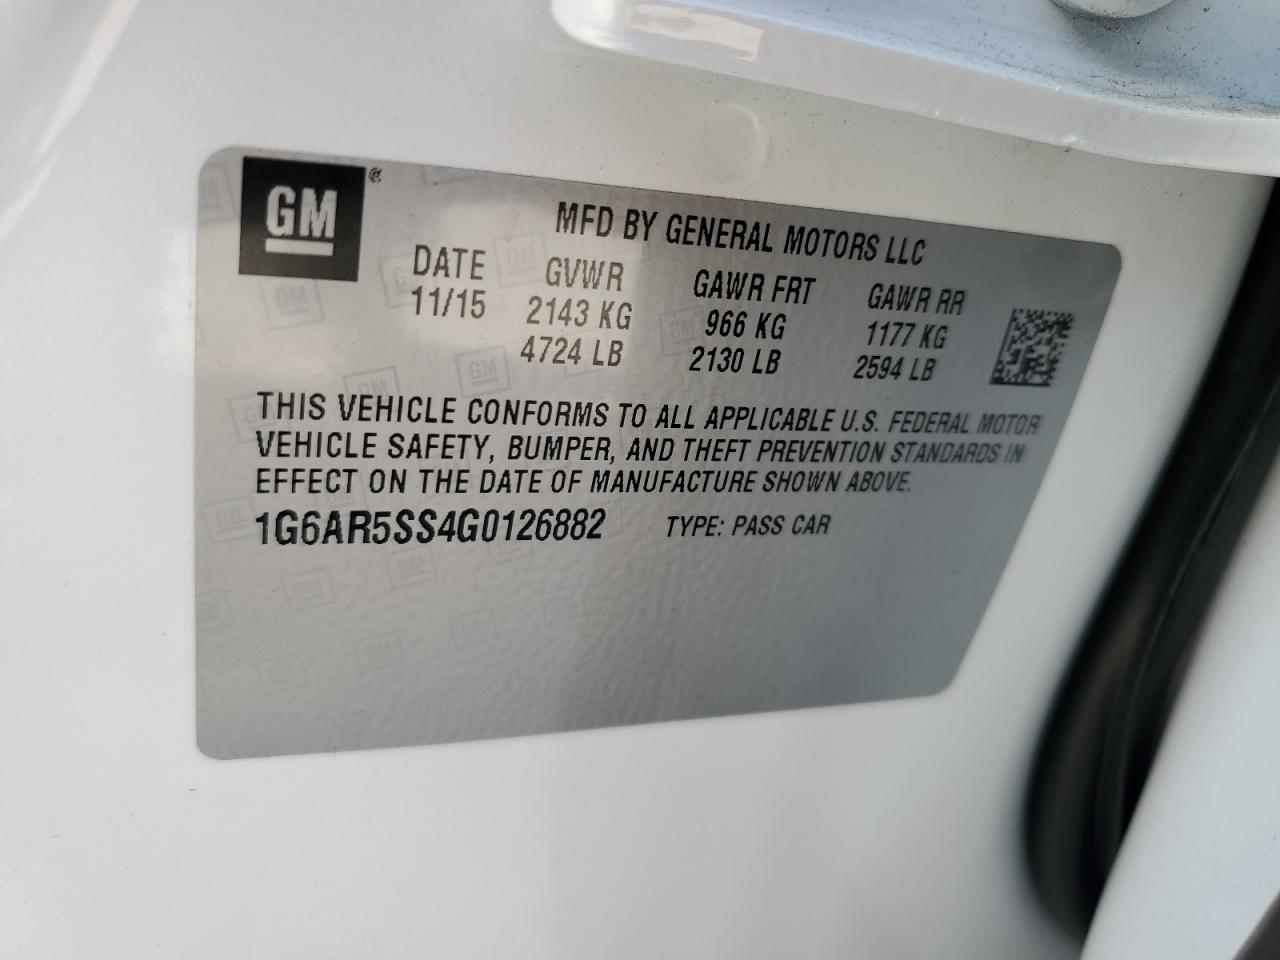 GM
MFD BY GENERAL MOTORS LLC
DATE GVWR GAWR FRT GAWR RR
11/15 2143 KG 966 KG 1177 KG
4724 LB 2130 LB 2594 LB
THIS VEHICLE CONFORMS TO ALL APPLICABLE U.S. FEDERAL MOTOR
VEHICLE SAFETY, BUMPER, AND THEFT PREVENTION STANDARDS IN
EFFECT ON THE DATE OF MANUFACTURE SHOWN ABOVE.
1G6AR5SS4G0126882 TYPE: PASS CAR